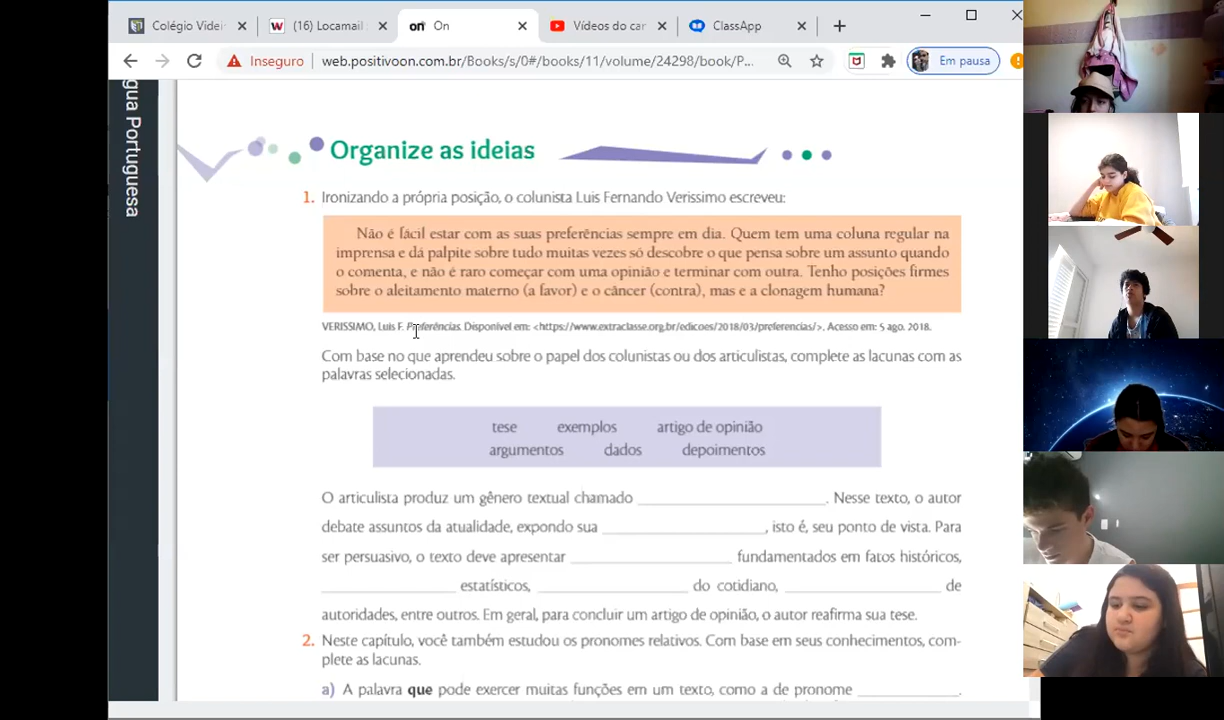 Colégio Videi
(16) Locamail
On
Vídeos do car
ClassApp
Inseguro
web.positivoon.com.br/Books/s/0#/books/11/volume/24298/book/P...
Em pausa
gua Portuguesa
Organize as ideias
1. Ironizando a própria posição, o colunista Luis Fernando Verissimo escreveu:
Não é fácil estar com as suas preferências sempre em dia. Quem tem uma coluna regular na
imprensa e dá palpite sobre tudo muitas vezes só descobre o que pensa sobre um assunto quando
o comenta, e não é raro começar com uma opinião e terminar com outra. Tenho posições firmes
sobre o aleitamento materno (a favor) e o câncer (contra), mas e a clonagem humana?
VERISSIMO, Luis F. Preferências. Disponível em: <https://www.extraclasse.org.br/edicoes/2018/03/preferencias/>. Acesso em: 5 ago. 2018.
Com base no que aprendeu sobre o papel dos colunistas ou dos articulistas, complete as lacunas com as
palavras selecionadas.
tese exemplos artigo de opinião
argumentos dados depoimentos
O articulista produz um gênero textual chamado ____________________. Nesse texto, o autor
debate assuntos da atualidade, expondo sua ____________________, isto é, seu ponto de vista. Para
ser persuasivo, o texto deve apresentar ____________________ fundamentados em fatos históricos,
____________________ estatísticos, ____________________ do cotidiano, ____________________ de
autoridades, entre outros. Em geral, para concluir um artigo de opinião, o autor reafirma sua tese.
2. Neste capítulo, você também estudou os pronomes relativos. Com base em seus conhecimentos, com-
plete as lacunas.
a) A palavra que pode exercer muitas funções em um texto, como a de pronome ____________.